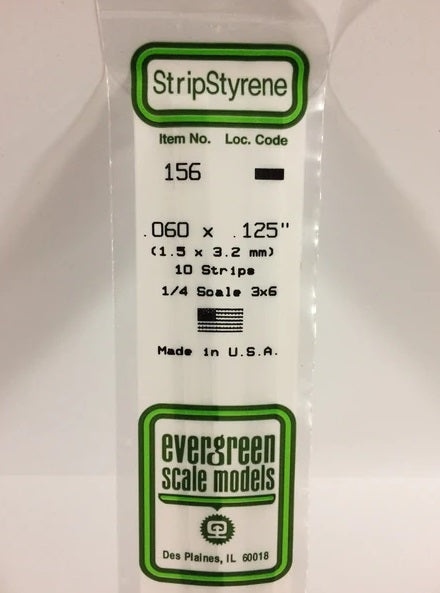 StripStyrene
Item No. Loc. Code
156
.060 x .125"
(1.5 x 3.2 mm)
10 Strips
1/4 Scale 3x6
Made in U.S.A.
evergreen
scale models
Des Plaines, IL 60018